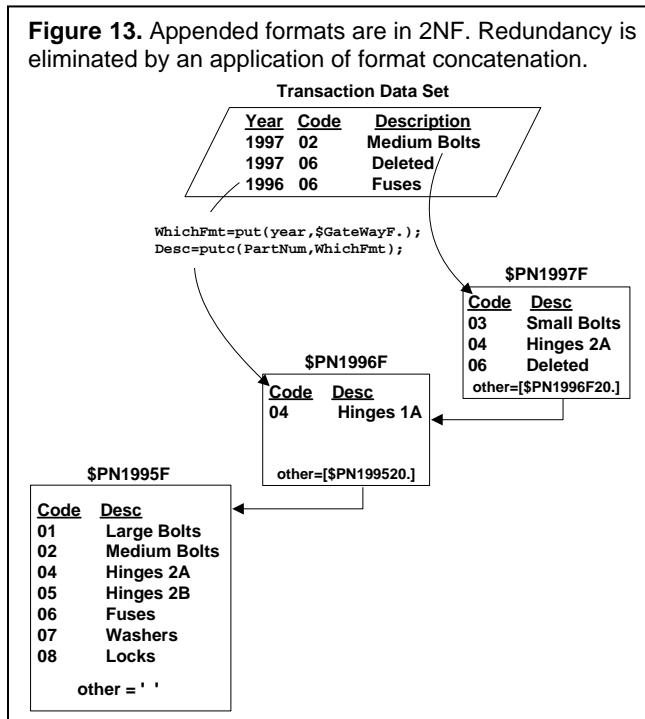 Figure 13. Appended formats are in 2NF. Redundancy is
eliminated by an application of format concatenation.
Transaction Data Set
Year Code Description
1997 02 Medium Bolts
1997 06 Deleted
1996 06 Fuses
WhichFmt=put(year,$GateWayF.);
Desc=putc(PartNum,WhichFmt);
$PN1997F
Code Desc
03 Small Bolts
04 Hinges 2A
06 Deleted
other=[$PN1996F20.]
$PN1996F
Code Desc
04 Hinges 1A
other=[$PN199520.]
$PN1995F
Code Desc
01 Large Bolts
02 Medium Bolts
04 Hinges 2A
05 Hinges 2B
06 Fuses
07 Washers
08 Locks
other = ' '